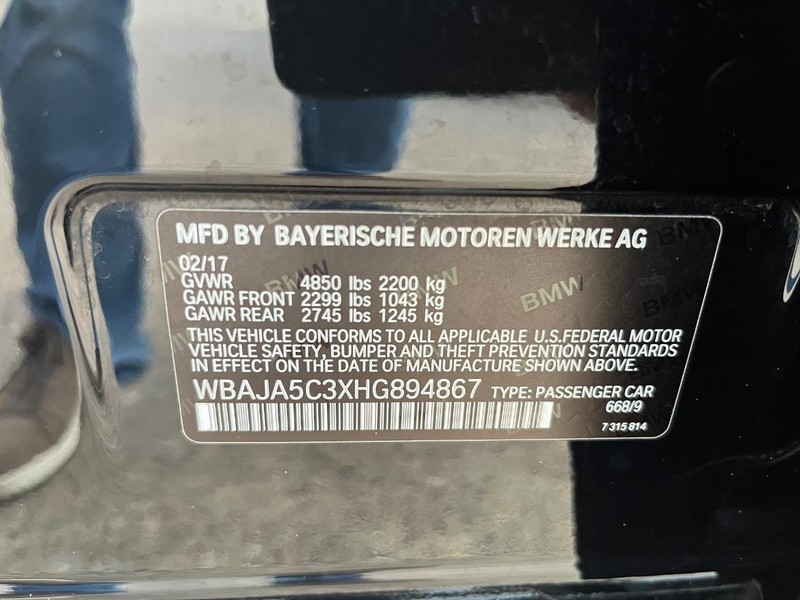 MFD BY BAYERISCHE MOTOREN WERKE AG
02/17
GVWR 4850 lbs 2200 kg
GAWR FRONT 2299 lbs 1043 kg
GAWR REAR 2745 lbs 1245 kg
THIS VEHICLE CONFORMS TO ALL APPLICABLE U.S.FEDERAL MOTOR
VEHICLE SAFETY, BUMPER AND THEFT PREVENTION STANDARDS
IN EFFECT ON THE DATE OF MANUFACTURE SHOWN ABOVE.
WBAJA5C3XHG894867 TYPE: PASSENGER CAR
668/9
7 315 814